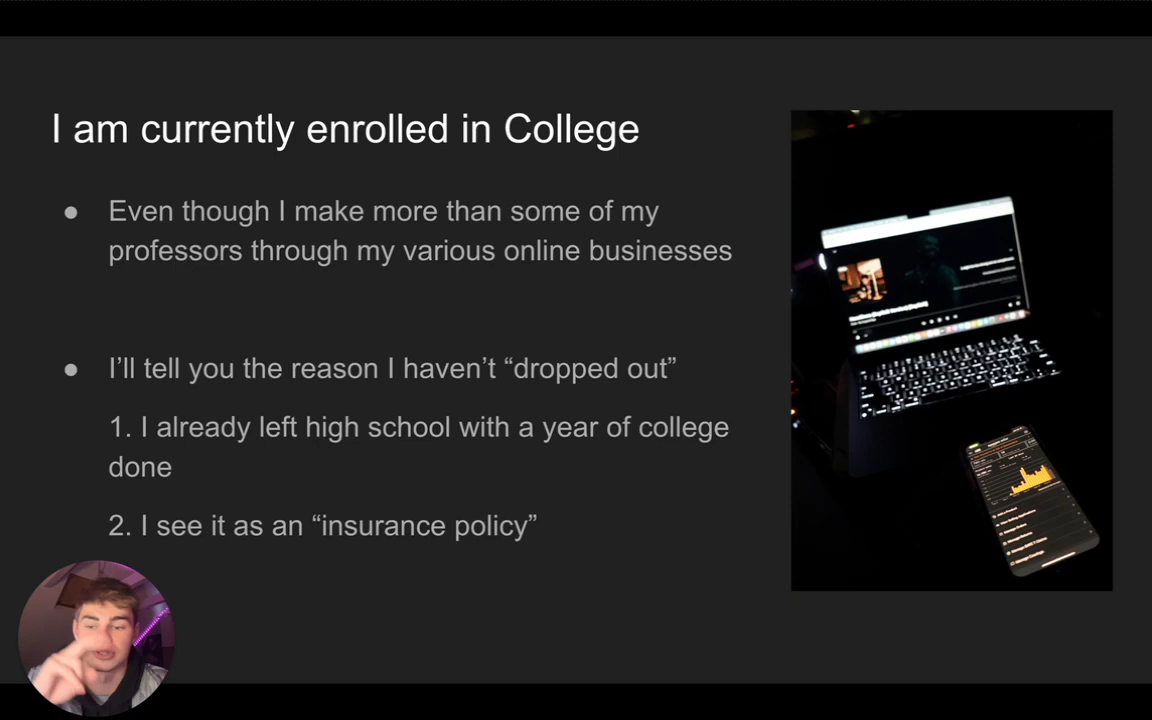 I am currently enrolled in College
● Even though I make more than some of my
professors through my various online businesses
● I’ll tell you the reason I haven’t “dropped out”
1. I already left high school with a year of college
done
2. I see it as an “insurance policy”